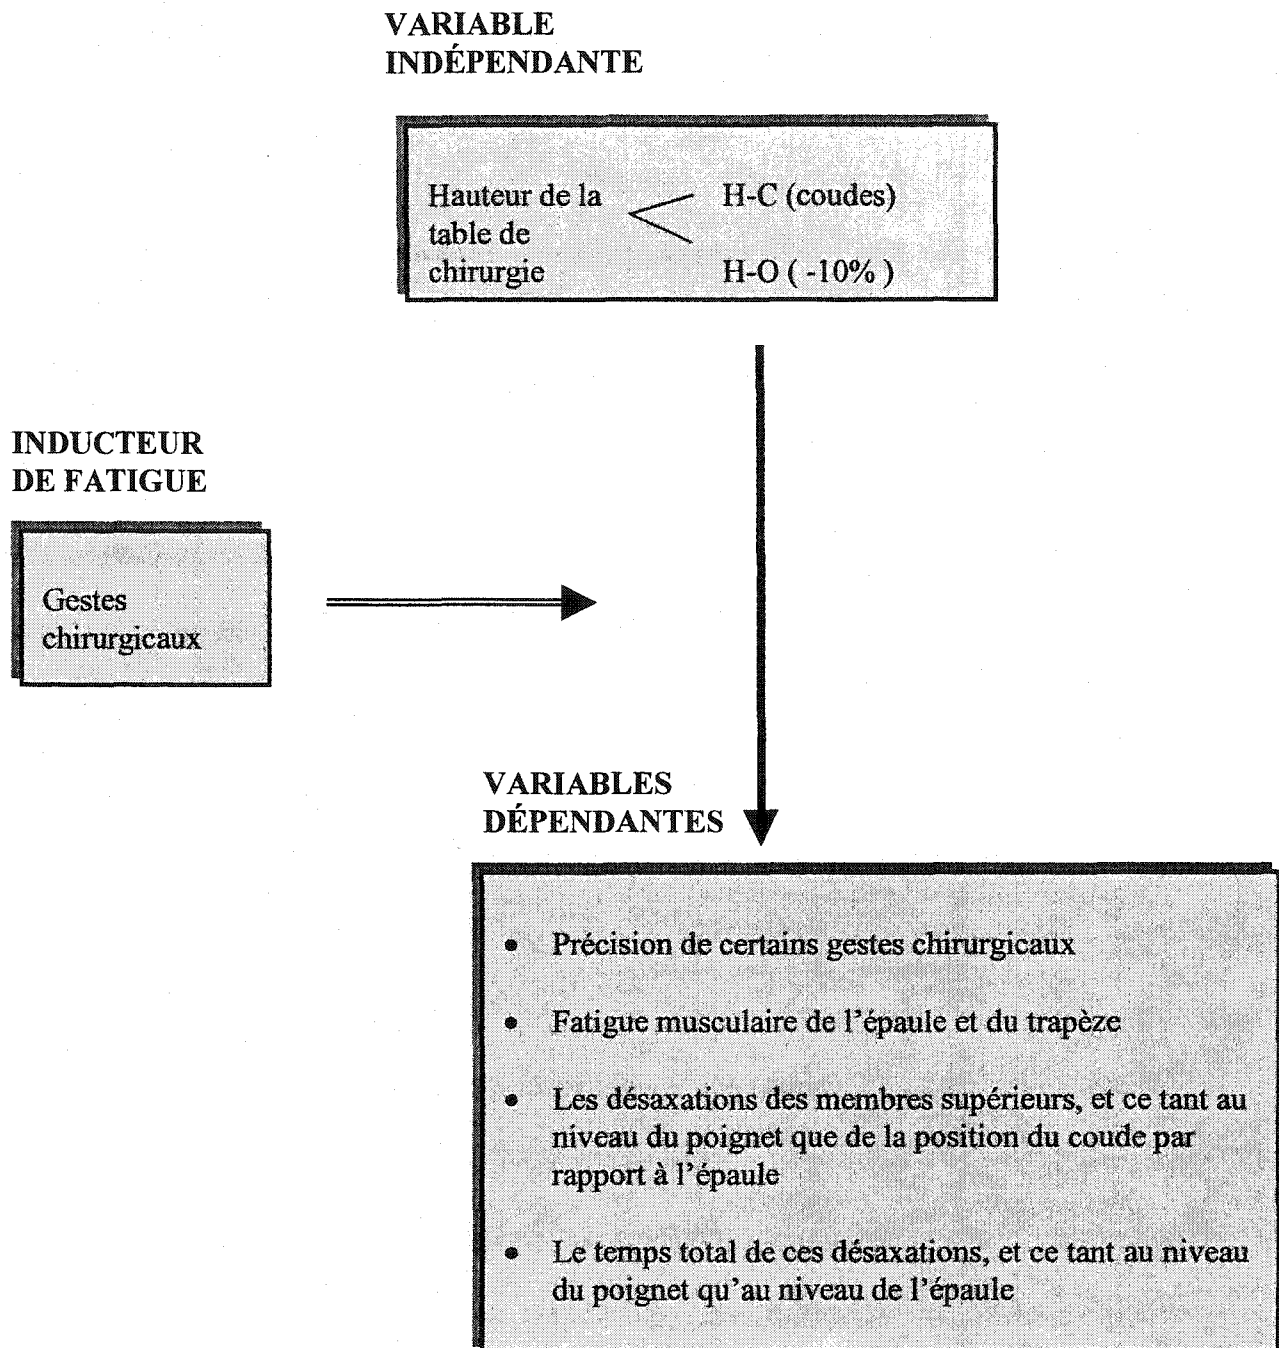 VARIABLE
INDÉPENDANTE
Hauteur de la
table de
chirurgie
H-C (coudes)
H-O ( -10% )
INDUCTEUR
DE FATIGUE
Gestes
chirurgicaux
VARIABLES
DÉPENDANTES
• Précision de certains gestes chirurgicaux
• Fatigue musculaire de l'épaule et du trapèze
• Les désaxations des membres supérieurs, et ce tant au
niveau du poignet que de la position du coude par
rapport à l'épaule
• Le temps total de ces désaxations, et ce tant au niveau
du poignet qu'au niveau de l'épaule